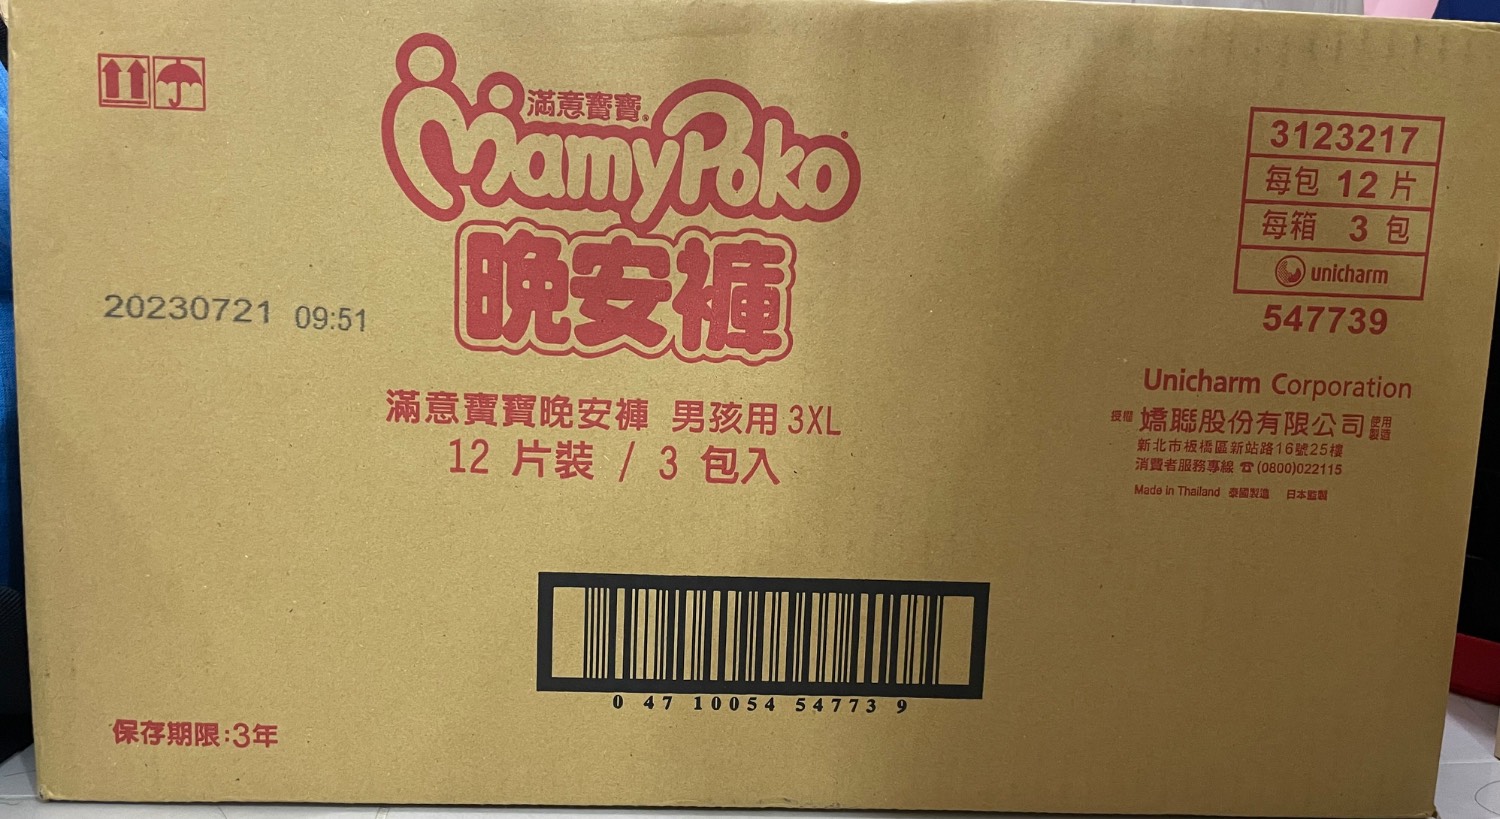 滿意寶寶®
MamyPoko®
晚安褲
20230721 09:51
滿意寶寶晚安褲 男孩用 3XL
12 片裝 / 3 包入
3123217
每包 12 片
每箱 3 包
unicharm
547739
Unicharm Corporation
授權 嬌聯股份有限公司 使用製造
新北市板橋區新站路16號25樓
消費者服務專線 ☎(0800)022115
Made in Thailand 泰國製造 日本監製
0 47 10054 54773 9
保存期限:3年